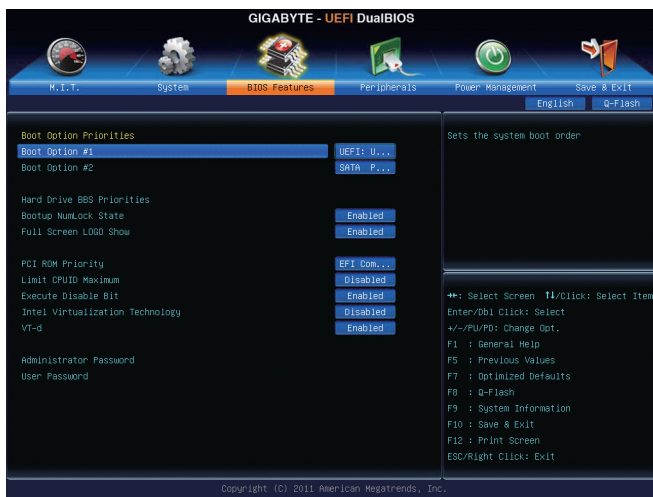 GIGABYTE - UEFI DualBIOS
M.I.T. System BIOS Features Peripherals Power Management Save & Exit
English Q-Flash
Boot Option Priorities
Boot Option #1 UEFI: U...
Boot Option #2 SATA P...
Hard Drive BBS Priorities
Bootup NumLock State Enabled
Full Screen LOGO Show Enabled
PCI ROM Priority EFI Com...
Limit CPUID Maximum Disabled
Execute Disable Bit Enabled
Intel Virtualization Technology Disabled
VT-d Enabled
Administrator Password
User Password
Sets the system boot order
→←: Select Screen ↑↓/Click: Select Item
Enter/Dbl Click: Select
+/-/PU/PD: Change Opt.
F1 : General Help
F5 : Previous Values
F7 : Optimized Defaults
F8 : Q-Flash
F9 : System Information
F10 : Save & Exit
F12 : Print Screen
ESC/Right Click: Exit
Copyright (C) 2011 American Megatrends, Inc.